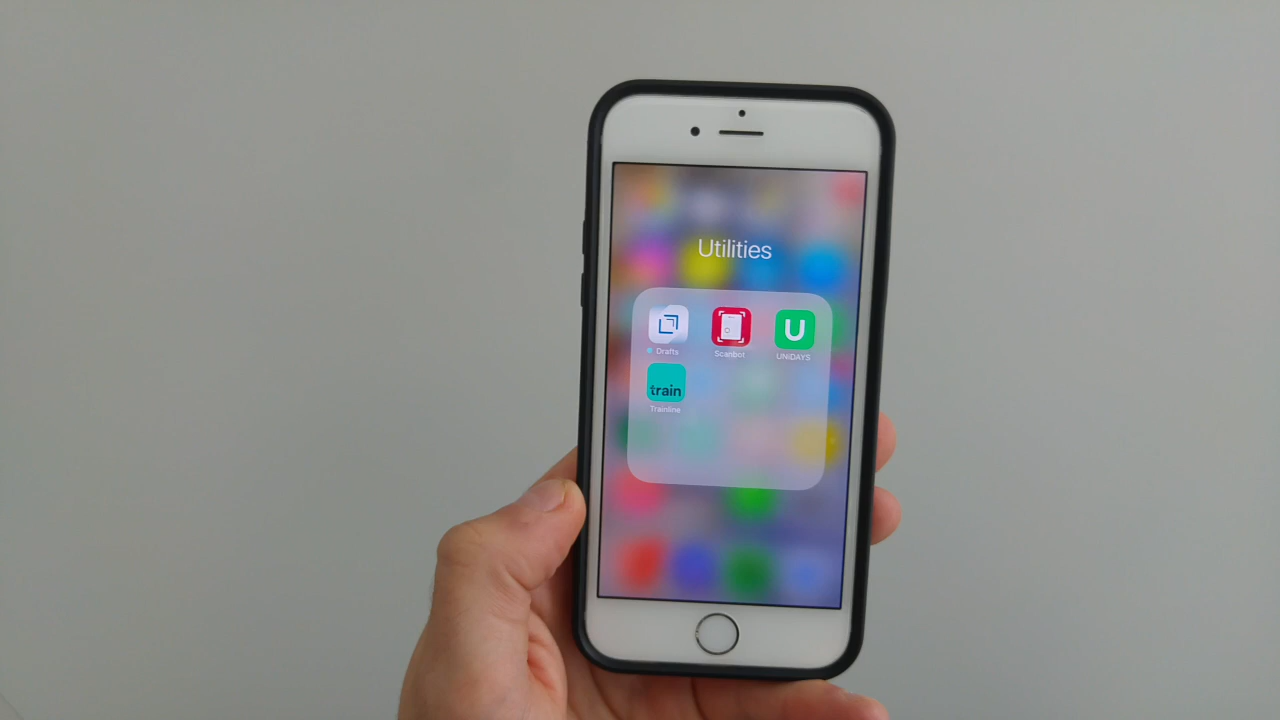 Utilities
Drafts
Scanbot
UNiDAYS
U
train
Trainline